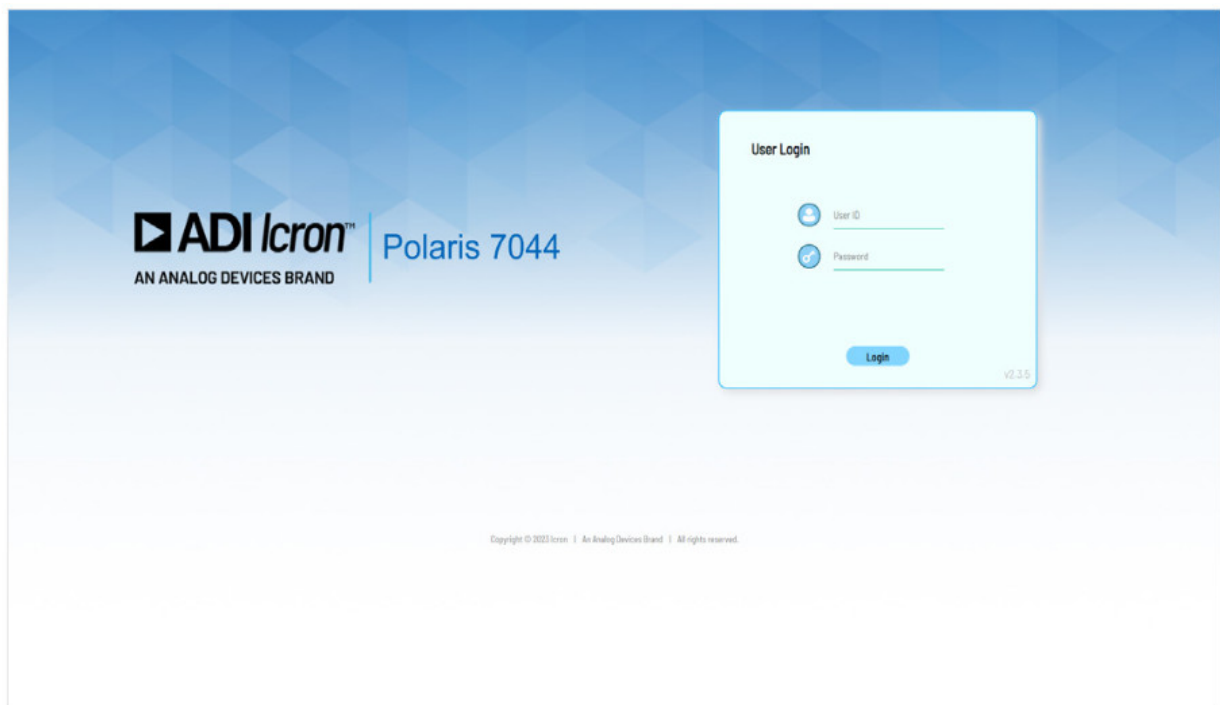 User Login
User ID
ADI Icron™
Polaris 7044
Password
AN ANALOG DEVICES BRAND
Login
v2.3.5
Copyright © 2023 Icron | An Analog Devices Brand | All rights reserved.